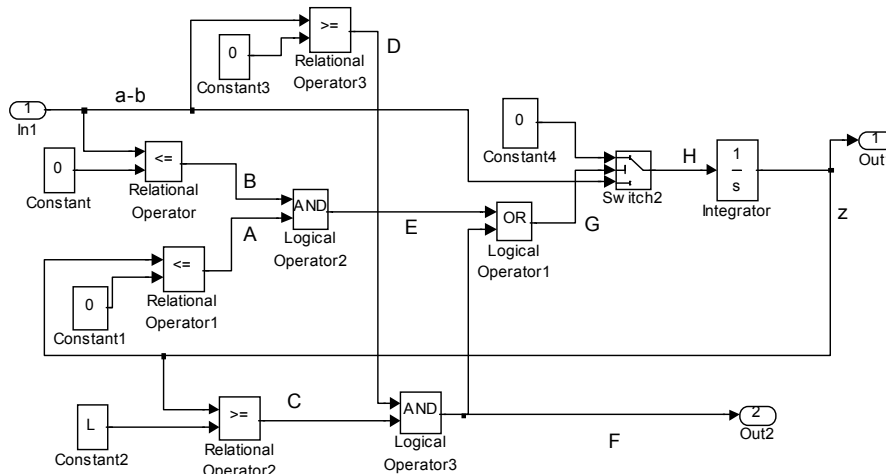 >=
D
0
Relational
Operator3
Constant3
1
In1
a-b
0
Constant4
H
1
s
Integrator
1
Out
Switch2
<=
0
Constant
Relational
Operator
B
AND
Logical
Operator2
E
OR
G
Logical
Operator1
z
A
<=
0
Relational
Operator1
Constant1
L
Constant2
>=
C
Relational
Operator2
AND
Logical
Operator3
F
2
Out2